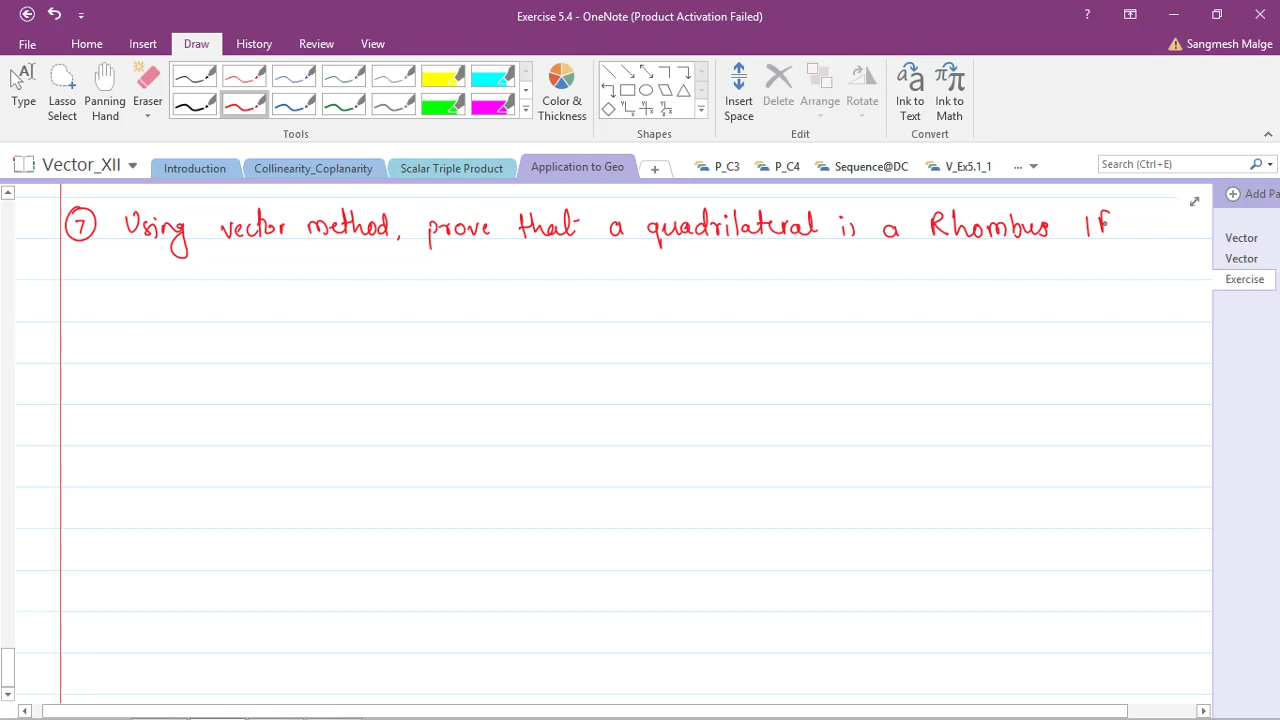 Exercise 5.4 - OneNote (Product Activation Failed)
?
File Home Insert Draw History Review View Sangmesh Malge
Type
Lasso Select
Panning Hand
Eraser
Color & Thickness
Insert Space
Delete
Arrange
Rotate
Ink to Text
Ink to Math
Tools Shapes Edit Convert
Vector_XII Introduction Collinearity_Coplanarity Scalar Triple Product Application to Geo P_C3 P_C4 Sequence@DC V_Ex5.1_1 ... Search (Ctrl+E)
Add Pa
⑦ Using vector method, prove that a quadrilateral is a Rhombus IF
Vector
Vector
Exercise